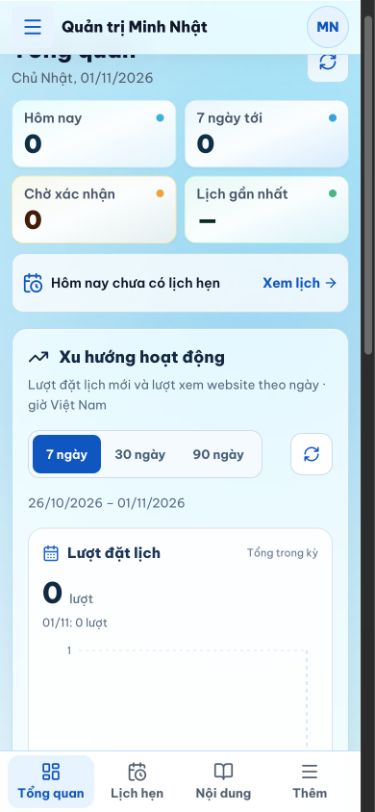 Quản trị Minh Nhật
MN
Tổng quan
Chủ Nhật, 01/11/2026
Hôm nay
0
7 ngày tới
0
Chờ xác nhận
0
Lịch gần nhất
–
Hôm nay chưa có lịch hẹn
Xem lịch →
Xu hướng hoạt động
Lượt đặt lịch mới và lượt xem website theo ngày ·
giờ Việt Nam
7 ngày
30 ngày
90 ngày
26/10/2026 – 01/11/2026
Lượt đặt lịch
Tổng trong kỳ
0 lượt
01/11: 0 lượt
1
Tổng quan
Lịch hẹn
Nội dung
Thêm